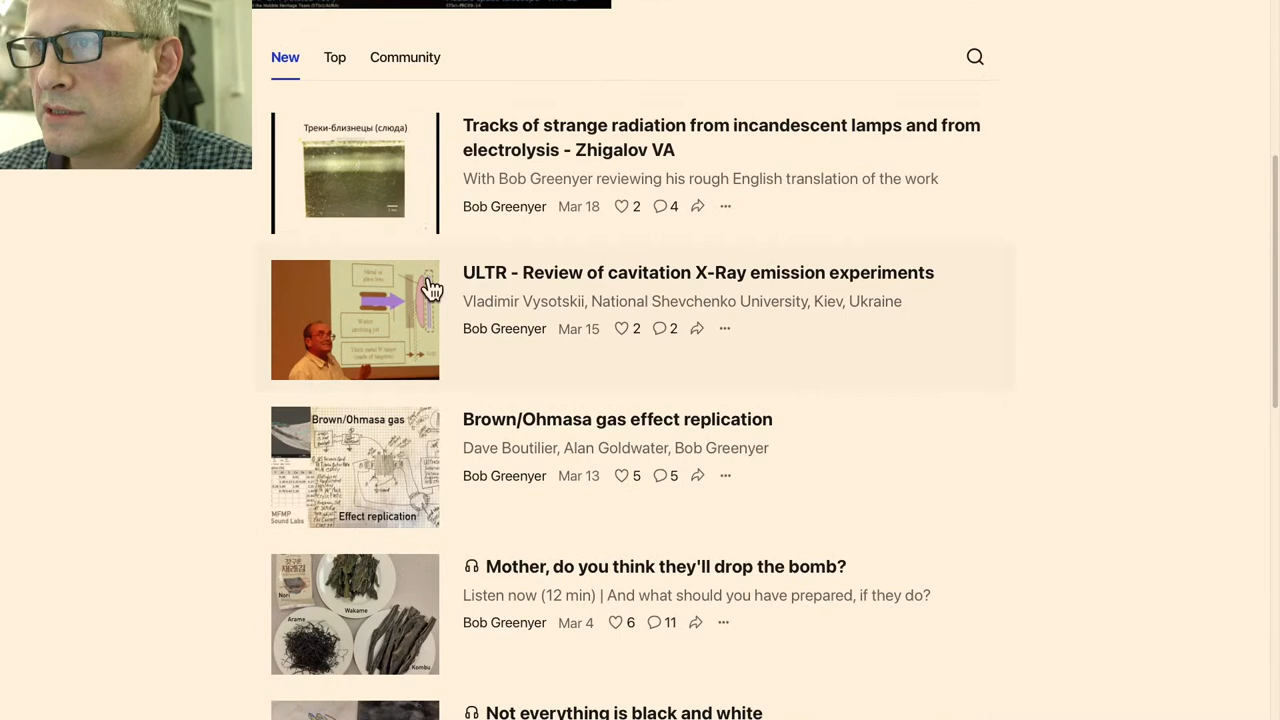 New Top Community
Треки-близнецы (слюда)
Tracks of strange radiation from incandescent lamps and from
electrolysis - Zhigalov VA
With Bob Greenyer reviewing his rough English translation of the work
Bob Greenyer Mar 18 2 4
ULTR - Review of cavitation X-Ray emission experiments
Vladimir Vysotskii, National Shevchenko University, Kiev, Ukraine
Bob Greenyer Mar 15 2 2
Brown/Ohmasa gas
MFMP
Sound Labs
Effect replication
Brown/Ohmasa gas effect replication
Dave Boutilier, Alan Goldwater, Bob Greenyer
Bob Greenyer Mar 13 5 5
Nori
Wakame
Arame
Kombu
Mother, do you think they'll drop the bomb?
Listen now (12 min) | And what should you have prepared, if they do?
Bob Greenyer Mar 4 6 11
Not everything is black and white